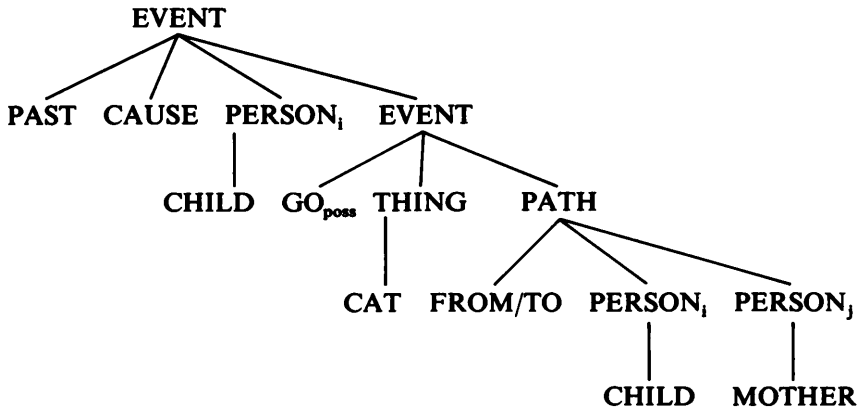 EVENT
PAST CAUSE PERSONᵢ EVENT
CHILD GOₚₒₛₛ THING PATH
CAT FROM/TO PERSONᵢ PERSONⱼ
CHILD MOTHER